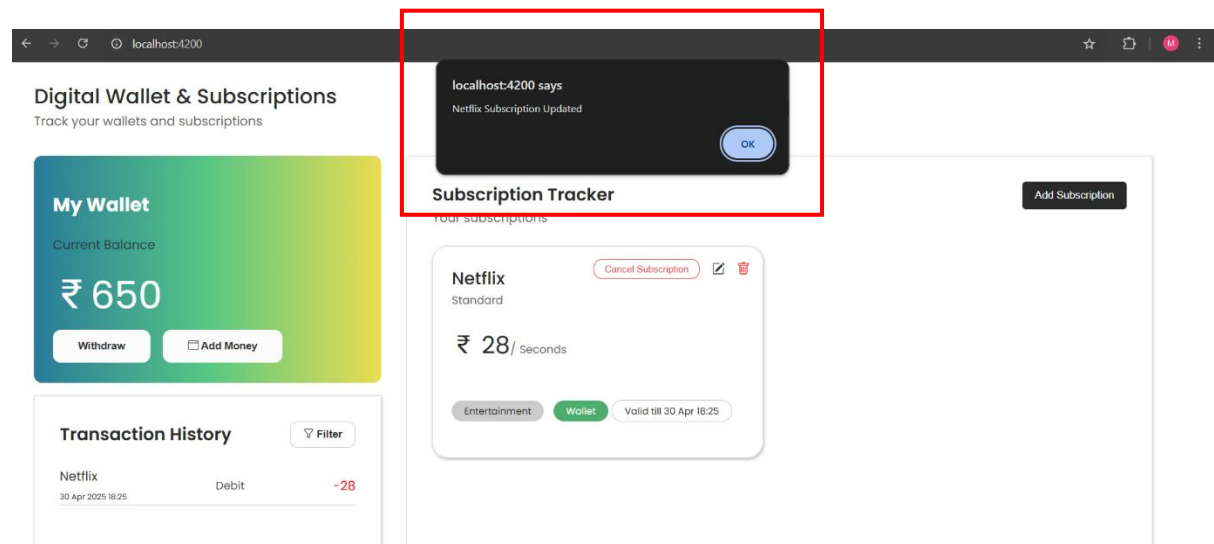 localhost:4200
M
localhost:4200 says
Netflix Subscription Updated
OK
Digital Wallet & Subscriptions
Track your wallets and subscriptions
My Wallet
Current Balance
₹ 650
Withdraw
Add Money
Transaction History
Filter
Netflix
30 Apr 2025 18:25
Debit
-28
Subscription Tracker
Your subscriptions
Add Subscription
Netflix
Cancel Subscription
Standard
₹ 28/ Seconds
Entertainment
Wallet
Valid till 30 Apr 18:25